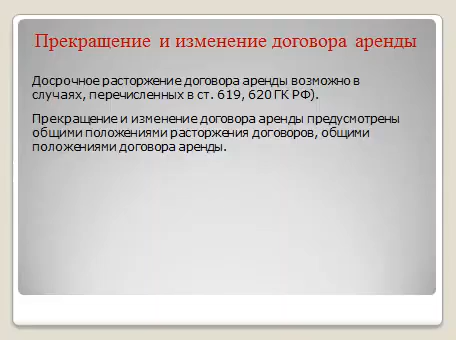 Прекращение и изменение договора аренды
Досрочное расторжение договора аренды возможно в
случаях, перечисленных в ст. 619, 620 ГК РФ).
Прекращение и изменение договора аренды предусмотрены
общими положениями расторжения договоров, общими
положениями договора аренды.